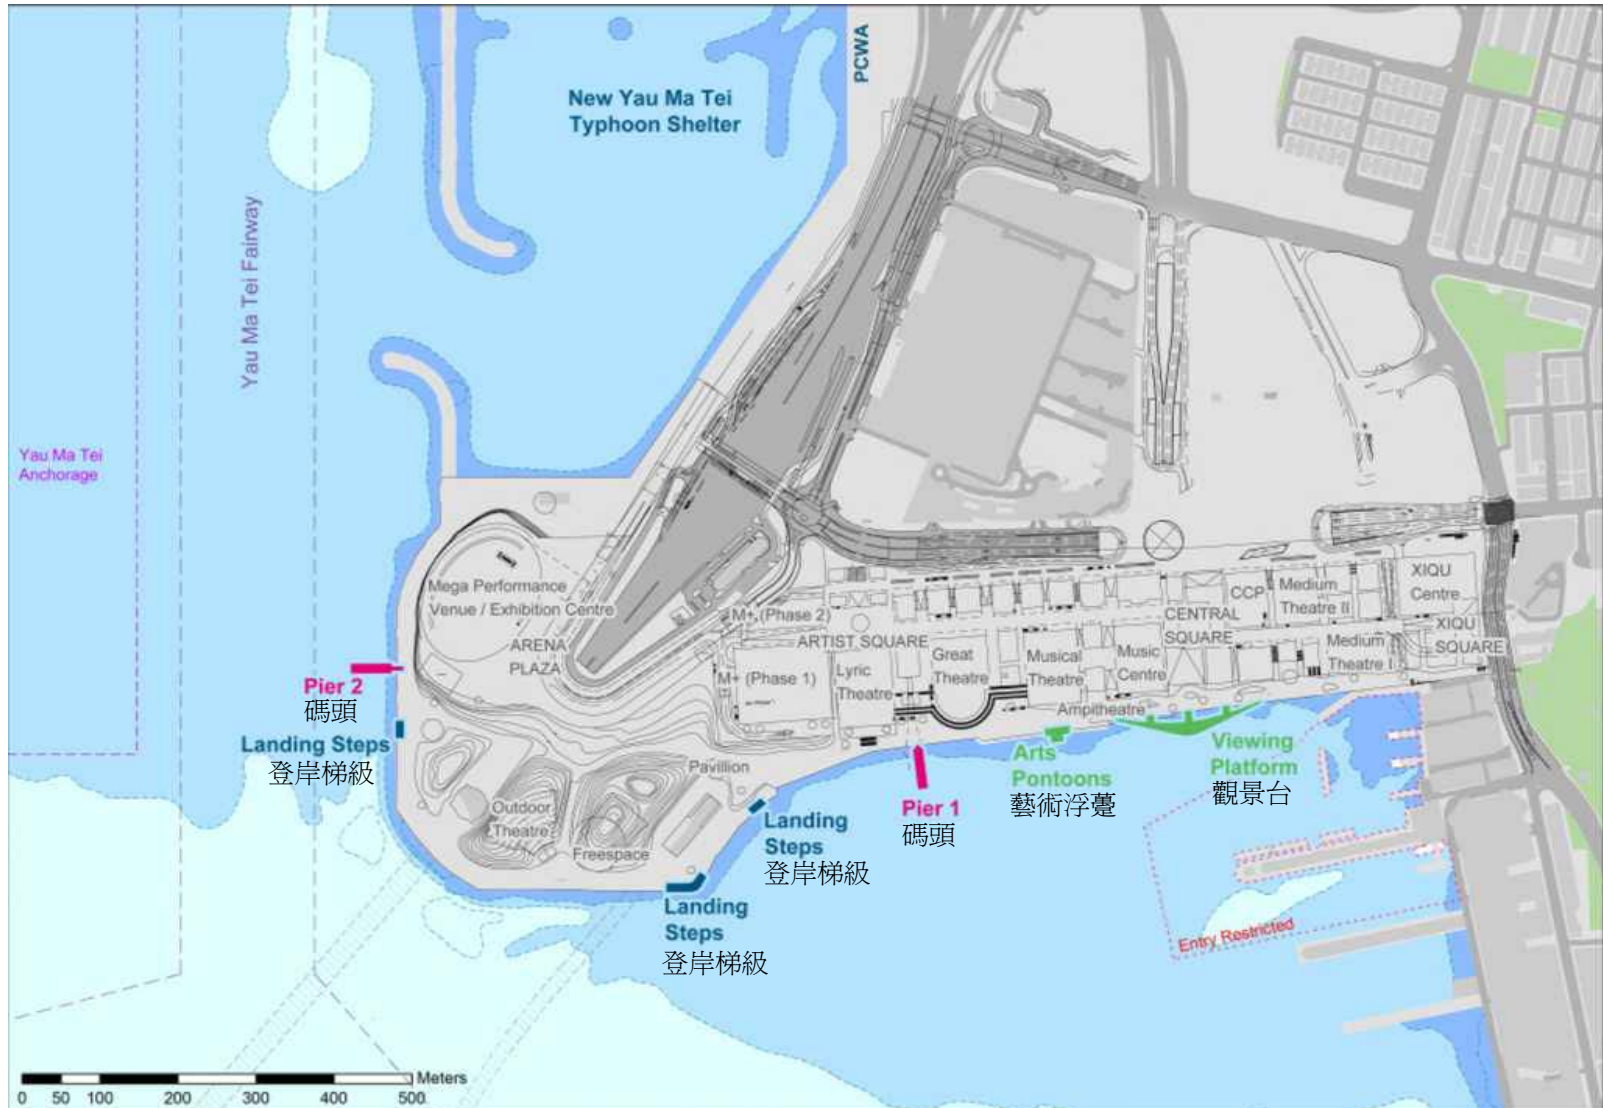 PCWA
New Yau Ma Tei
Typhoon Shelter
Yau Ma Tei Fairway
Yau Ma Tei
Anchorage
Mega Performance
Venue / Exhibition Centre
ARENA
PLAZA
M+ (Phase 2)
ARTIST SQUARE
M+ (Phase 1)
Lyric
Theatre
Great
Theatre
Musical
Theatre
Music
Centre
CENTRAL
SQUARE
CCP
Medium
Theatre II
Medium
Theatre I
XIQU
Centre
XIQU
SQUARE
Ampitheatre
Pier 2
碼頭
Landing Steps
登岸梯級
Pavillion
Outdoor
Theatre
Freespace
Landing
Steps
登岸梯級
Landing
Steps
登岸梯級
Pier 1
碼頭
Arts
Pontoons
藝術浮躉
Viewing
Platform
觀景台
Entry Restricted
Meters
0 50 100 200 300 400 500